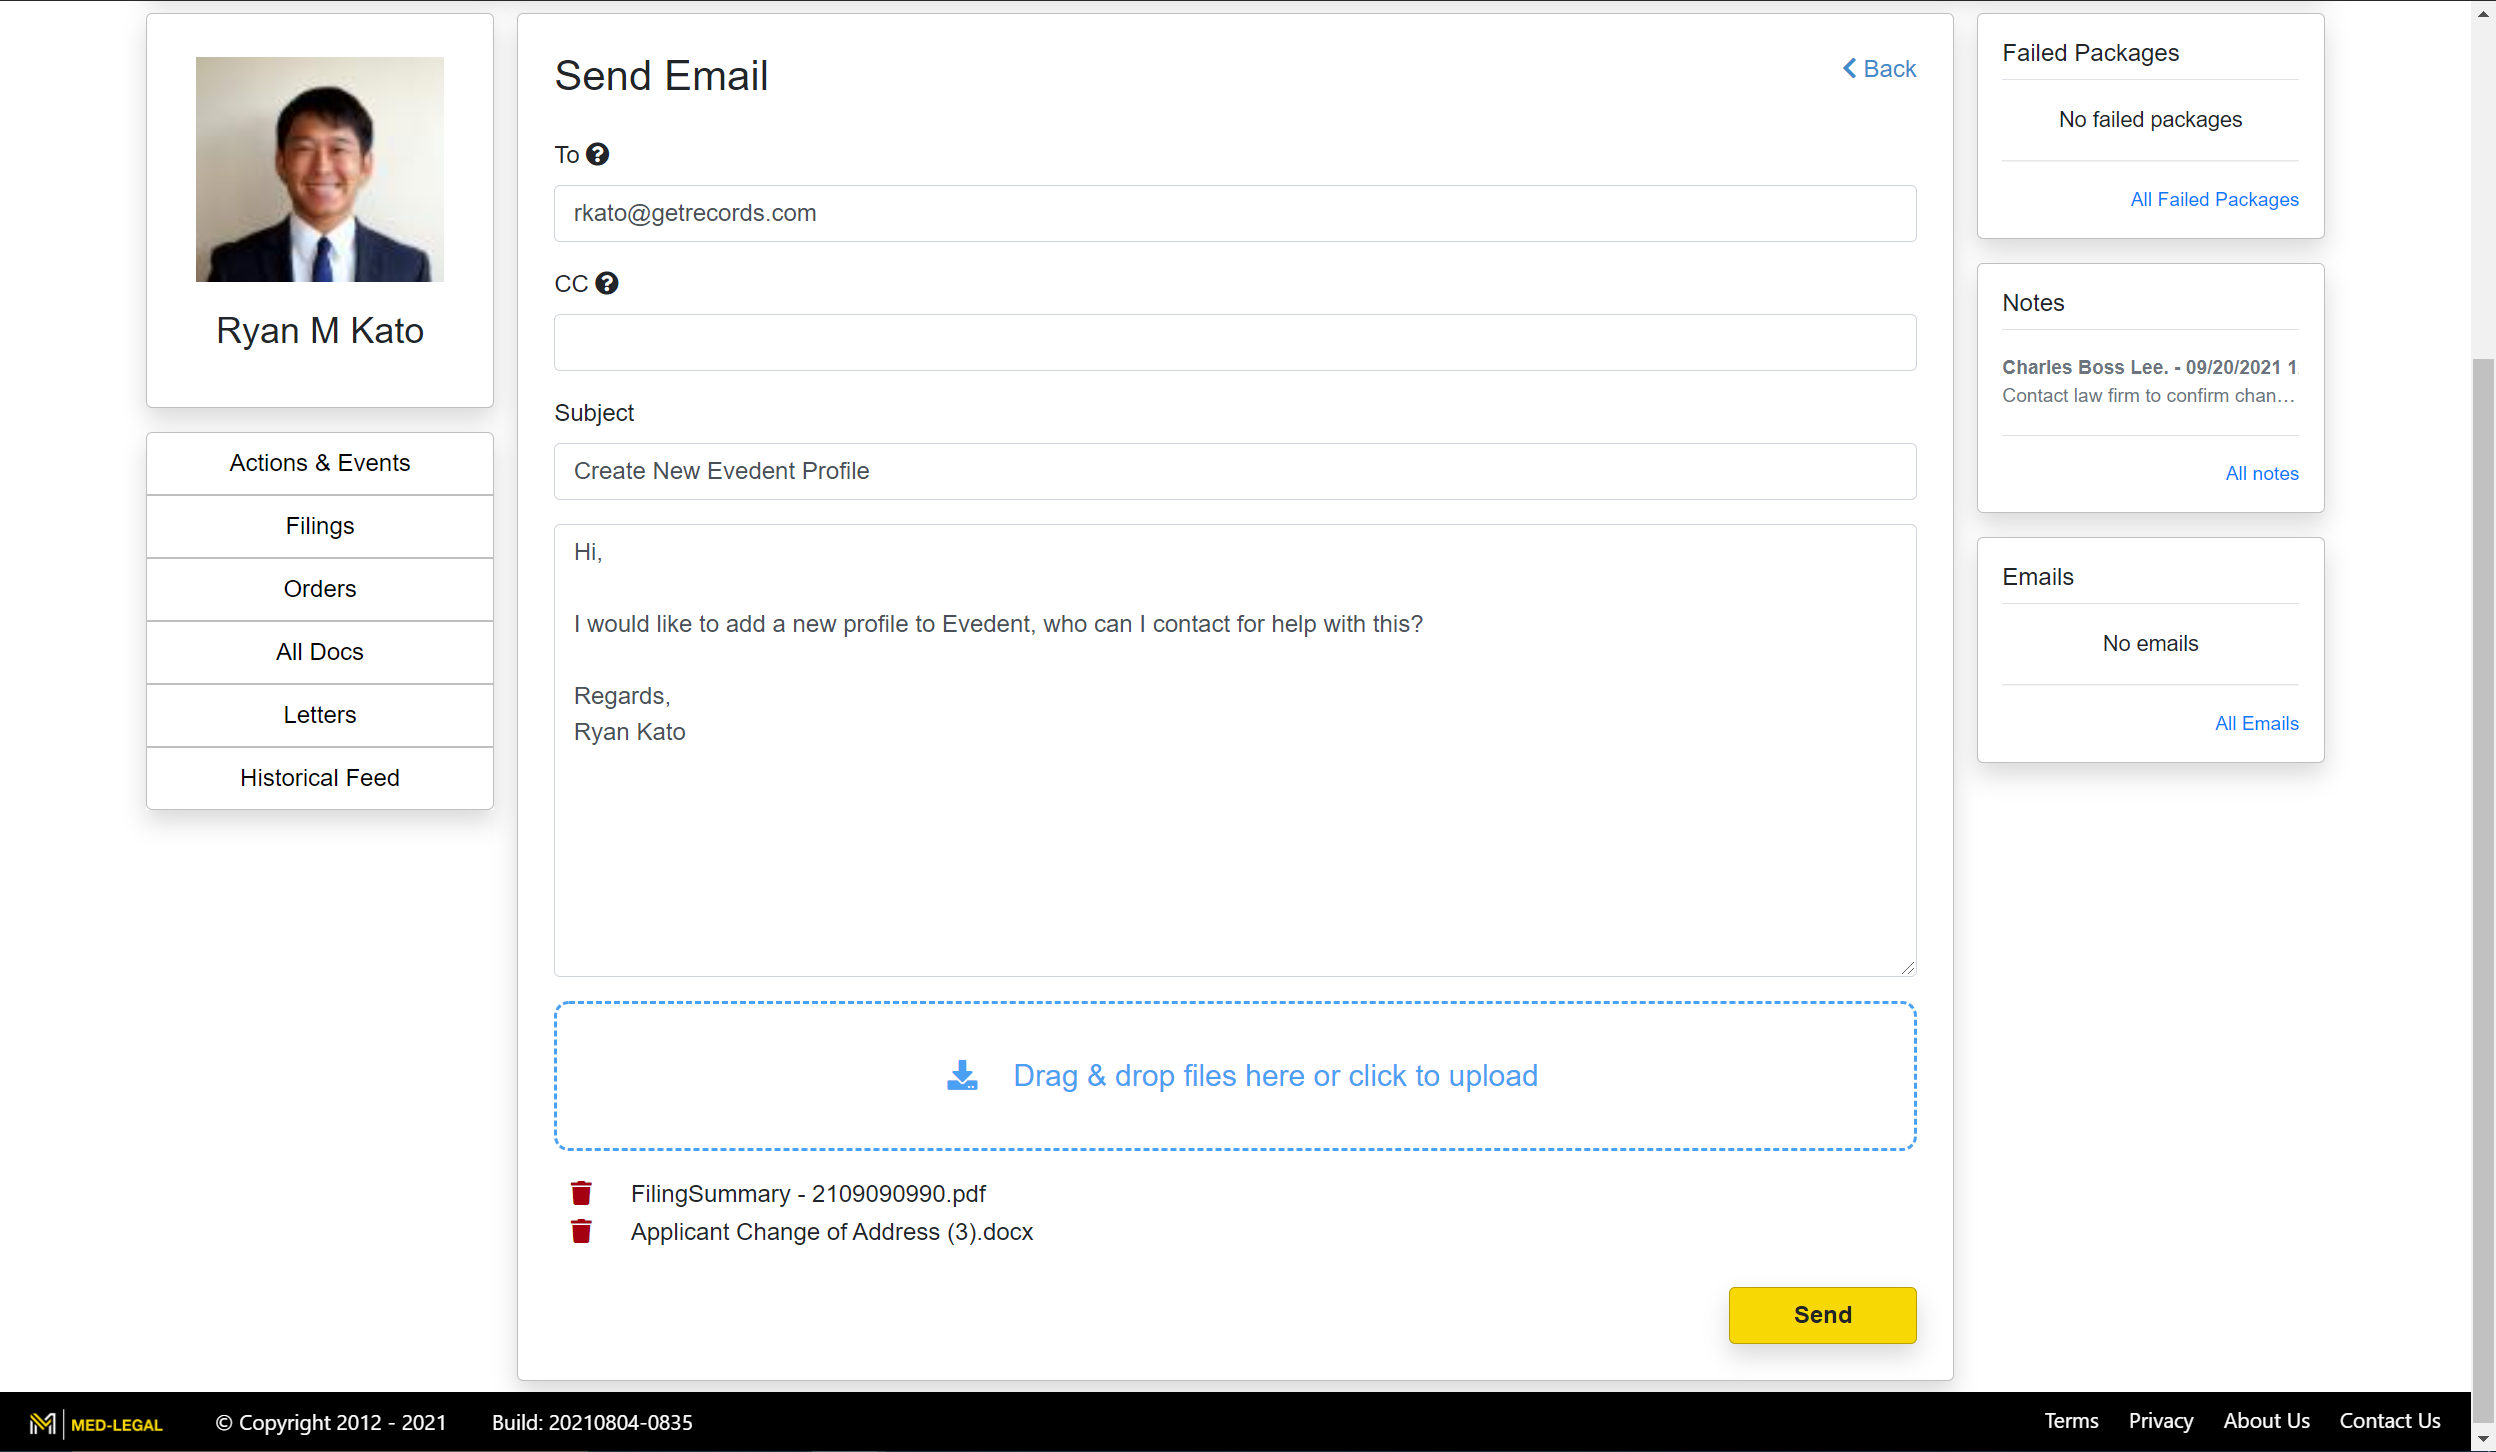 Ryan M Kato
Actions & Events
Filings
Orders
All Docs
Letters
Historical Feed
Send Email
Back
To
rkato@getrecords.com
CC
Subject
Create New Evedent Profile
Hi,
I would like to add a new profile to Evedent, who can I contact for help with this?
Regards,
Ryan Kato
Drag & drop files here or click to upload
FilingSummary - 2109090990.pdf
Applicant Change of Address (3).docx
Send
Failed Packages
No failed packages
All Failed Packages
Notes
Charles Boss Lee. - 09/20/2021 1
Contact law firm to confirm chan...
All notes
Emails
No emails
All Emails
MED-LEGAL
© Copyright 2012 - 2021
Build: 20210804-0835
Terms
Privacy
About Us
Contact Us